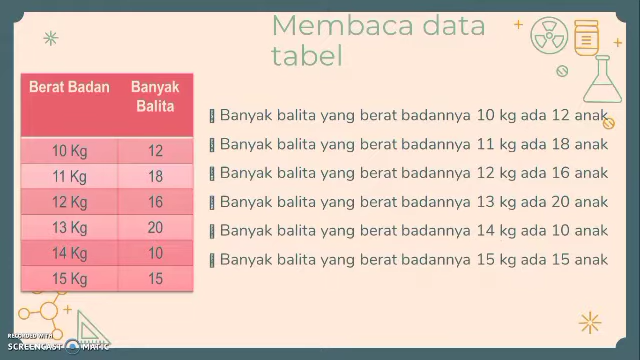 Membaca data
tabel
Berat Badan Banyak Balita
10 Kg 12
11 Kg 18
12 Kg 16
13 Kg 20
14 Kg 10
15 Kg 15
Banyak balita yang berat badannya 10 kg ada 12 anak
Banyak balita yang berat badannya 11 kg ada 18 anak
Banyak balita yang berat badannya 12 kg ada 16 anak
Banyak balita yang berat badannya 13 kg ada 20 anak
Banyak balita yang berat badannya 14 kg ada 10 anak
Banyak balita yang berat badannya 15 kg ada 15 anak
RECORDED WITH
SCREENCAST MATIC